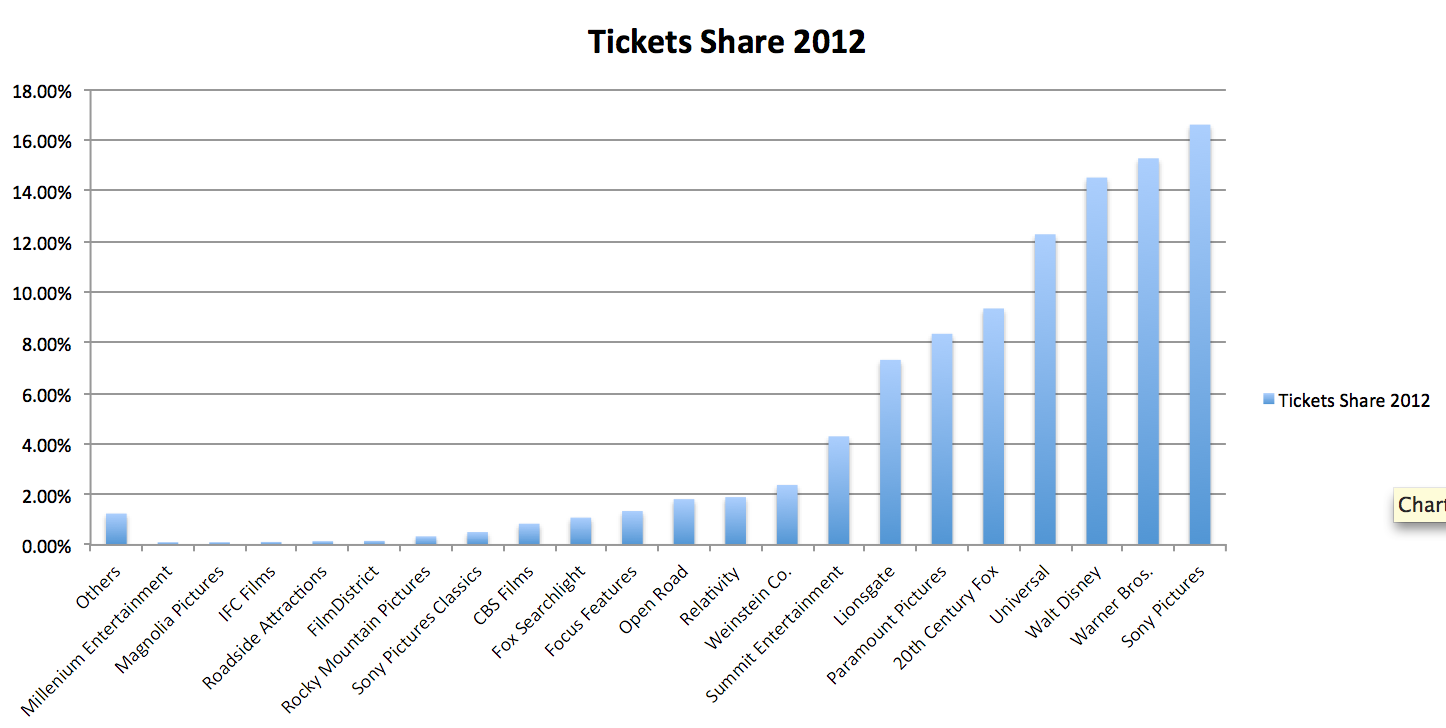 Tickets Share 2012
18.00%
16.00%
14.00%
12.00%
10.00%
8.00%
6.00%
4.00%
2.00%
0.00%
Others
Millenium Entertainment
Magnolia Pictures
IFC Films
Roadside Attractions
FilmDistrict
Rocky Mountain Pictures
Sony Pictures Classics
CBS Films
Fox Searchlight
Focus Features
Open Road
Relativity
Weinstein Co.
Summit Entertainment
Lionsgate
Paramount Pictures
20th Century Fox
Universal
Walt Disney
Warner Bros.
Sony Pictures
Tickets Share 2012
Chart